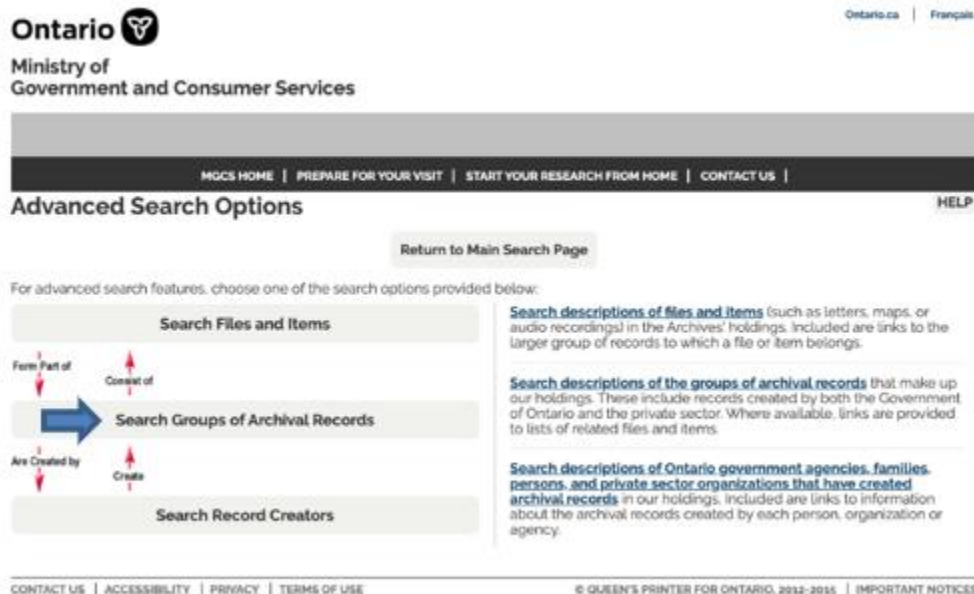 Ontario
Ontario.ca | Français
Ministry of
Government and Consumer Services
MGCS HOME | PREPARE FOR YOUR VISIT | START YOUR RESEARCH FROM HOME | CONTACT US |
Advanced Search Options
HELP
Return to Main Search Page
For advanced search features, choose one of the search options provided below:
Search Files and Items
Form Part of
Consist of
Search Groups of Archival Records
Are Created by
Create
Search Record Creators
Search descriptions of files and items (such as letters, maps, or
audio recordings) in the Archives' holdings. Included are links to the
larger group of records to which a file or item belongs.
Search descriptions of the groups of archival records that make up
our holdings. These include records created by both the Government
of Ontario and the private sector. Where available, links are provided
to lists of related files and items.
Search descriptions of Ontario government agencies, families,
persons, and private sector organizations that have created
archival records in our holdings. Included are links to information
about the archival records created by each person, organization or
agency.
CONTACT US | ACCESSIBILITY | PRIVACY | TERMS OF USE
© QUEEN'S PRINTER FOR ONTARIO, 2012-2015 | IMPORTANT NOTICES